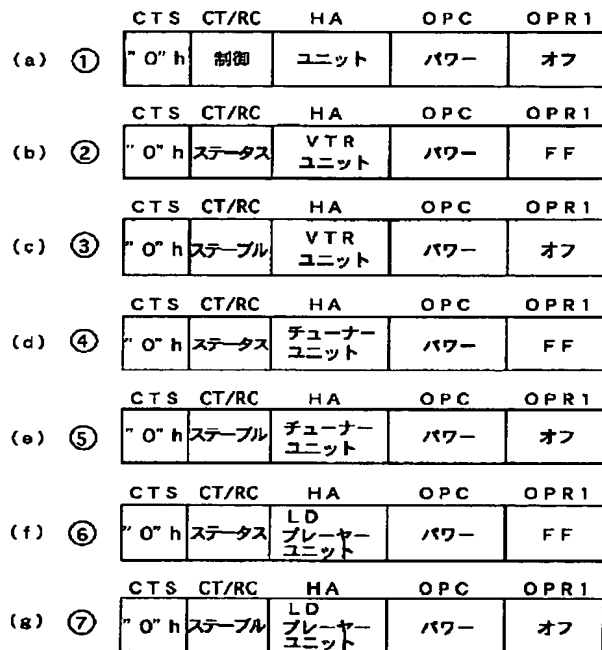 CTS CT/RC HA OPC OPR1
(a) ① "0"h 制御 ユニット パワー オフ
CTS CT/RC HA OPC OPR1
(b) ② "0"h ステータス VTR ユニット パワー FF
CTS CT/RC HA OPC OPR1
(c) ③ "0"h ステーブル VTR ユニット パワー オフ
CTS CT/RC HA OPC OPR1
(d) ④ "0"h ステータス チューナー ユニット パワー FF
CTS CT/RC HA OPC OPR1
(e) ⑤ "0"h ステーブル チューナー ユニット パワー オフ
CTS CT/RC HA OPC OPR1
(f) ⑥ "0"h ステータス LD プレーヤー ユニット パワー FF
CTS CT/RC HA OPC OPR1
(g) ⑦ "0"h ステーブル LD プレーヤー ユニット パワー オフ